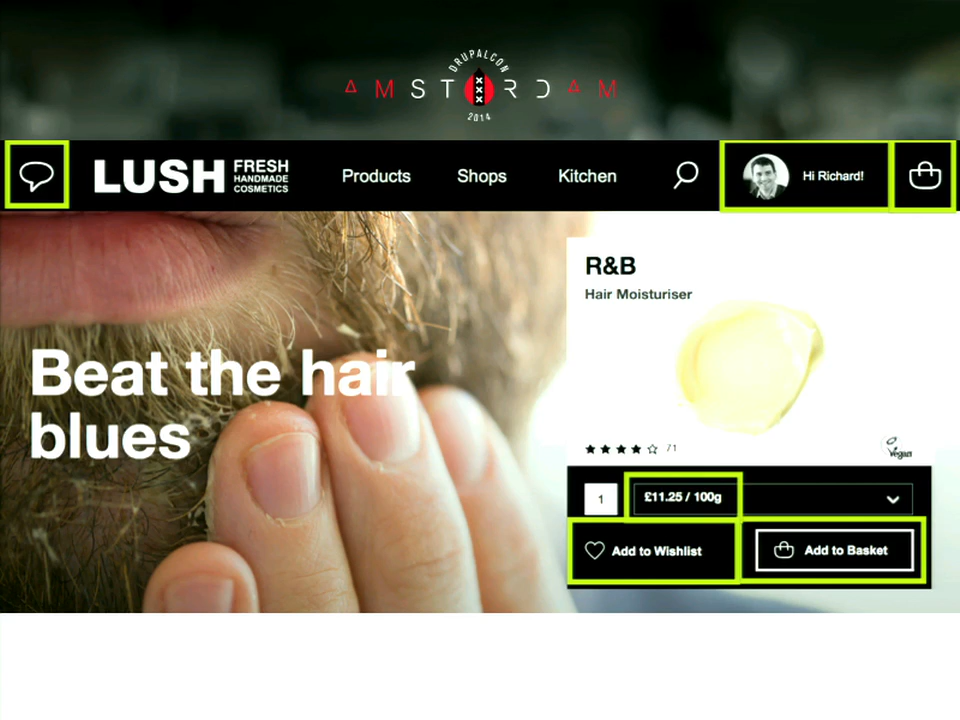 DRUPALCON
AMSTERDAM
2014
LUSH FRESH HANDMADE COSMETICS
Products
Shops
Kitchen
Hi Richard!
R&B
Hair Moisturiser
Beat the hair
blues
71
Vegan
1
£11.25 / 100g
Add to Wishlist
Add to Basket